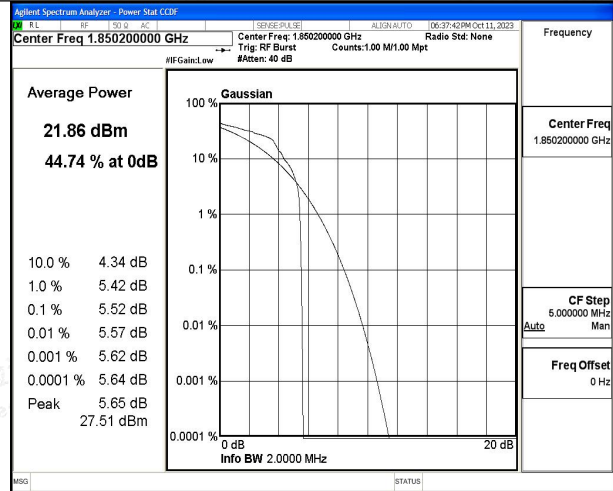 Agilent Spectrum Analyzer - Power Stat CCDF
RL RF 50 Ω AC SENSE:PULSE ALIGN AUTO 06:37:42 PM Oct 11, 2023
Center Freq 1.850200000 GHz
Center Freq: 1.850200000 GHz Radio Std: None
Trig: RF Burst Counts:1.00 M/1.00 Mpt
#IFGain:Low #Atten: 40 dB
Frequency
Average Power
21.86 dBm
44.74 % at 0dB
10.0 % 4.34 dB
1.0 % 5.42 dB
0.1 % 5.52 dB
0.01 % 5.57 dB
0.001 % 5.62 dB
0.0001 % 5.64 dB
Peak 5.65 dB
27.51 dBm
Gaussian
100 %
10 %
1 %
0.1 %
0.01 %
0.001 %
0.0001 %
0 dB 20 dB
Info BW 2.0000 MHz
Center Freq
1.850200000 GHz
CF Step
5.000000 MHz
Auto Man
Freq Offset
0 Hz
MSG STATUS